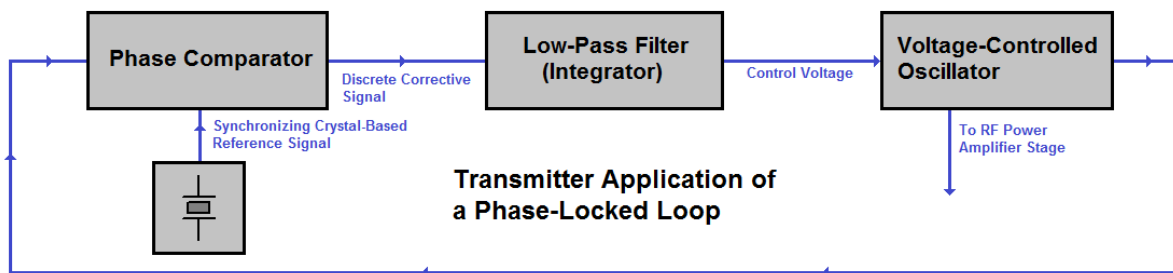 Phase Comparator
Low-Pass Filter
(Integrator)
Voltage-Controlled
Oscillator
Discrete Corrective
Signal
Control Voltage
Synchronizing Crystal-Based
Reference Signal
To RF Power
Amplifier Stage
Transmitter Application of
a Phase-Locked Loop